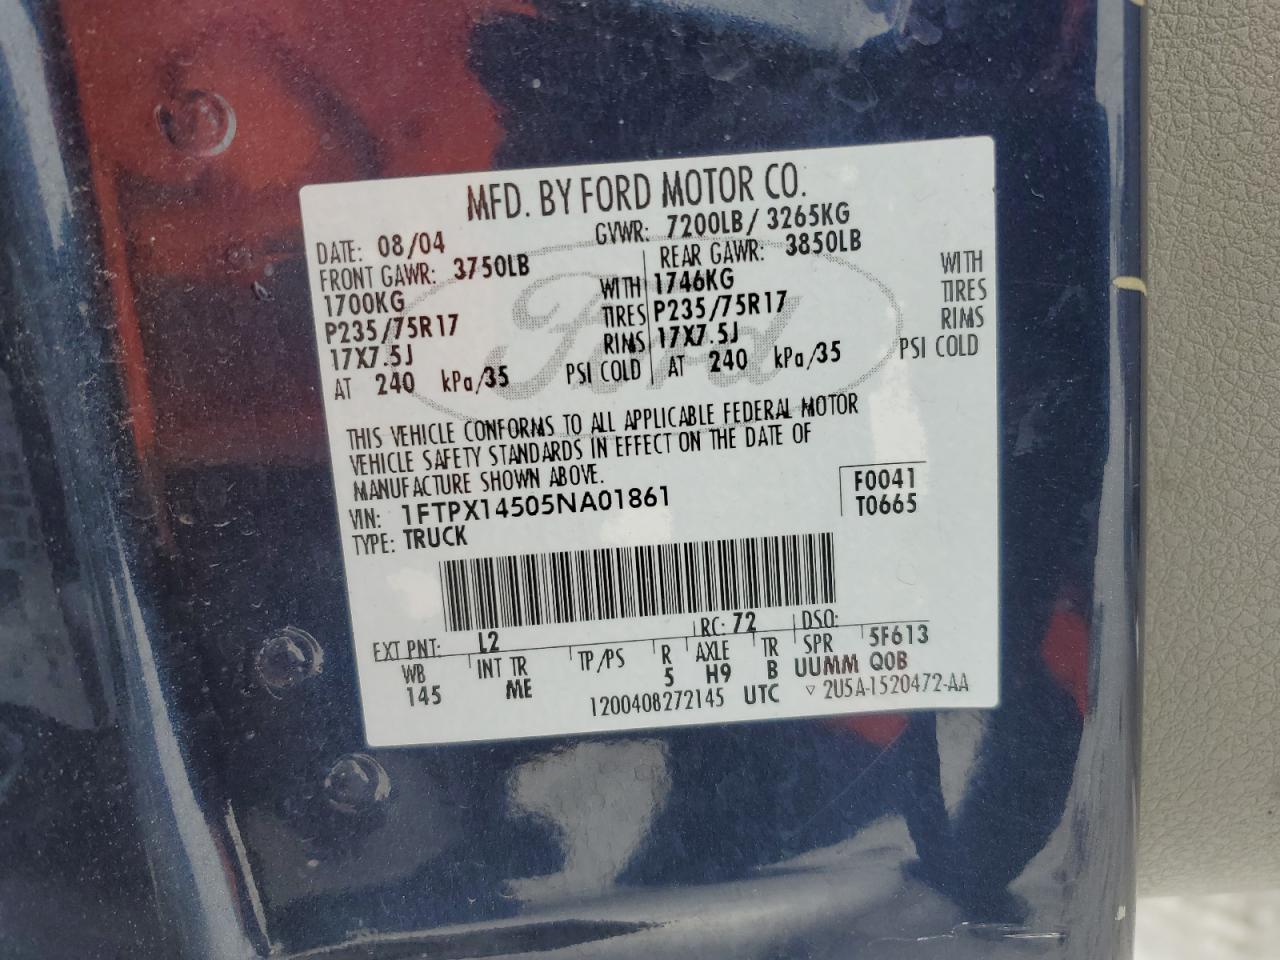 MFD. BY FORD MOTOR CO.
DATE: 08/04 GVWR: 7200LB/ 3265KG
FRONT GAWR: 3750LB REAR GAWR: 3850LB
1700KG WITH 1746KG WITH
P235/75R17 TIRES P235/75R17 TIRES
17X7.5J RIMS 17X7.5J RIMS
AT 240 kPa/35 PSI COLD AT 240 kPa/35 PSI COLD
Ford
THIS VEHICLE CONFORMS TO ALL APPLICABLE FEDERAL MOTOR
VEHICLE SAFETY STANDARDS IN EFFECT ON THE DATE OF
MANUFACTURE SHOWN ABOVE.
VIN: 1FTPX14505NA01861 F0041
TYPE: TRUCK T0665
EXT PNT: L2 RC: 72 DSO:
WB INT TR TP/PS R AXLE TR SPR 5F613
145 ME 5 H9 B UUMM QOB
1200408272145 UTC ▽ 2U5A-1520472-AA